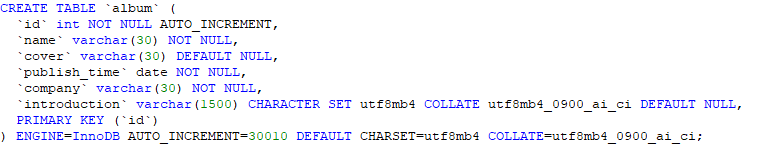 CREATE TABLE `album` (
  `id` int NOT NULL AUTO_INCREMENT,
  `name` varchar(30) NOT NULL,
  `cover` varchar(30) DEFAULT NULL,
  `publish_time` date NOT NULL,
  `company` varchar(30) NOT NULL,
  `introduction` varchar(1500) CHARACTER SET utf8mb4 COLLATE utf8mb4_0900_ai_ci DEFAULT NULL,
  PRIMARY KEY (`id`)
) ENGINE=InnoDB AUTO_INCREMENT=30010 DEFAULT CHARSET=utf8mb4 COLLATE=utf8mb4_0900_ai_ci;